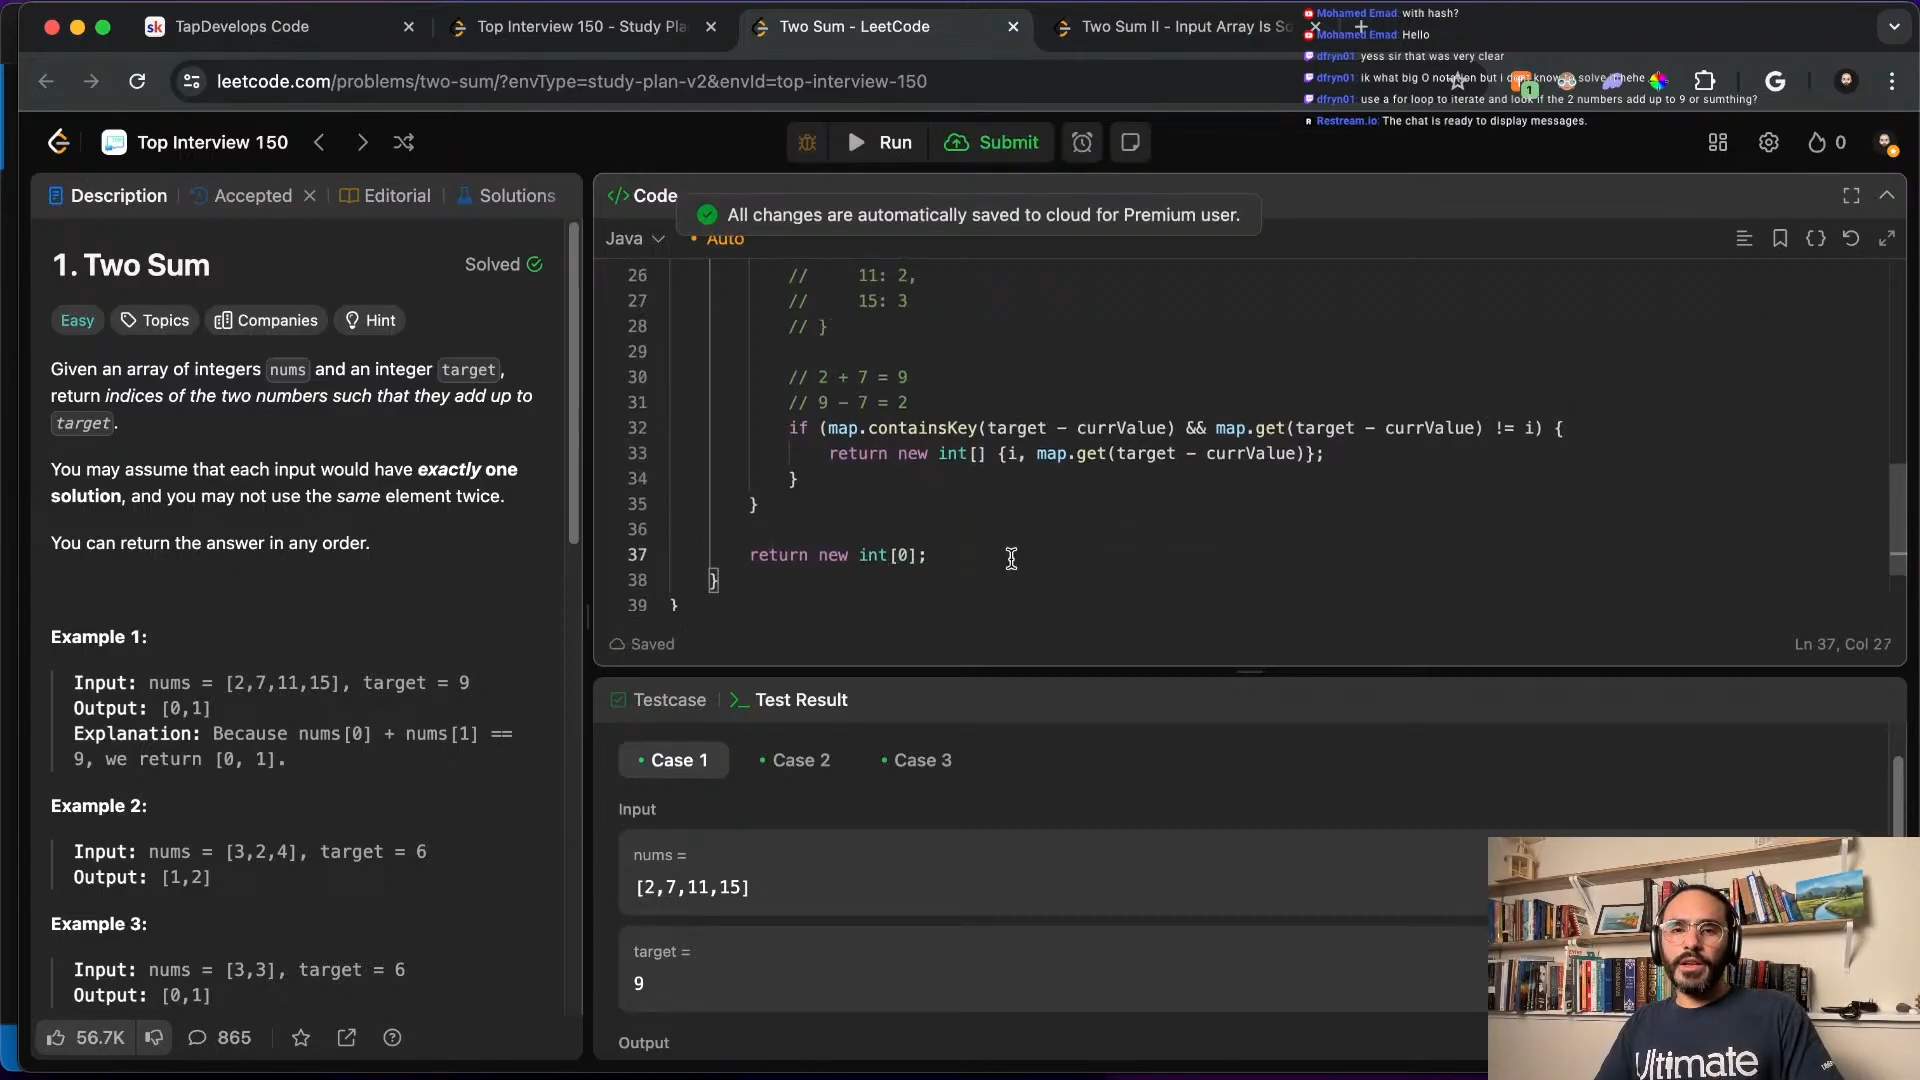 sk TapDevelops Code
Top Interview 150 - Study Pla
Two Sum - LeetCode
Two Sum II - Input Array Is So
Mohamed Emad: with hash?
Mohamed Emad: Hello
dfryn01: yess sir that was very clear
dfryn01: use a for loop to iterate and look if the 2 numbers add up to 9 or sumthing?
Restream.io: The chat is ready to display messages.
leetcode.com/problems/two-sum/?envType=study-plan-v2&envId=top-interview-150
1
G
Top Interview 150
Run
Submit
0
Description
Accepted
Editorial
Solutions
</> Code
All changes are automatically saved to cloud for Premium user.
Java
Auto
1. Two Sum
Solved
Easy
Topics
Companies
Hint
Given an array of integers nums and an integer target,
return indices of the two numbers such that they add up to
target.
You may assume that each input would have exactly one
solution, and you may not use the same element twice.
You can return the answer in any order.
Example 1:
Input: nums = [2,7,11,15], target = 9
Output: [0,1]
Explanation: Because nums[0] + nums[1] ==
9, we return [0, 1].
Example 2:
Input: nums = [3,2,4], target = 6
Output: [1,2]
Example 3:
Input: nums = [3,3], target = 6
Output: [0,1]
56.7K
865
26 // 11: 2,
27 // 15: 3
28 // }
29
30 // 2 + 7 = 9
31 // 9 - 7 = 2
32 if (map.containsKey(target - currValue) && map.get(target - currValue) != i) {
33 return new int[] {i, map.get(target - currValue)};
34 }
35 }
36
37 return new int[0];
38 }
39 }
Saved
Ln 37, Col 27
Testcase
Test Result
Case 1
Case 2
Case 3
Input
nums =
[2,7,11,15]
target =
9
Output
Ultimate